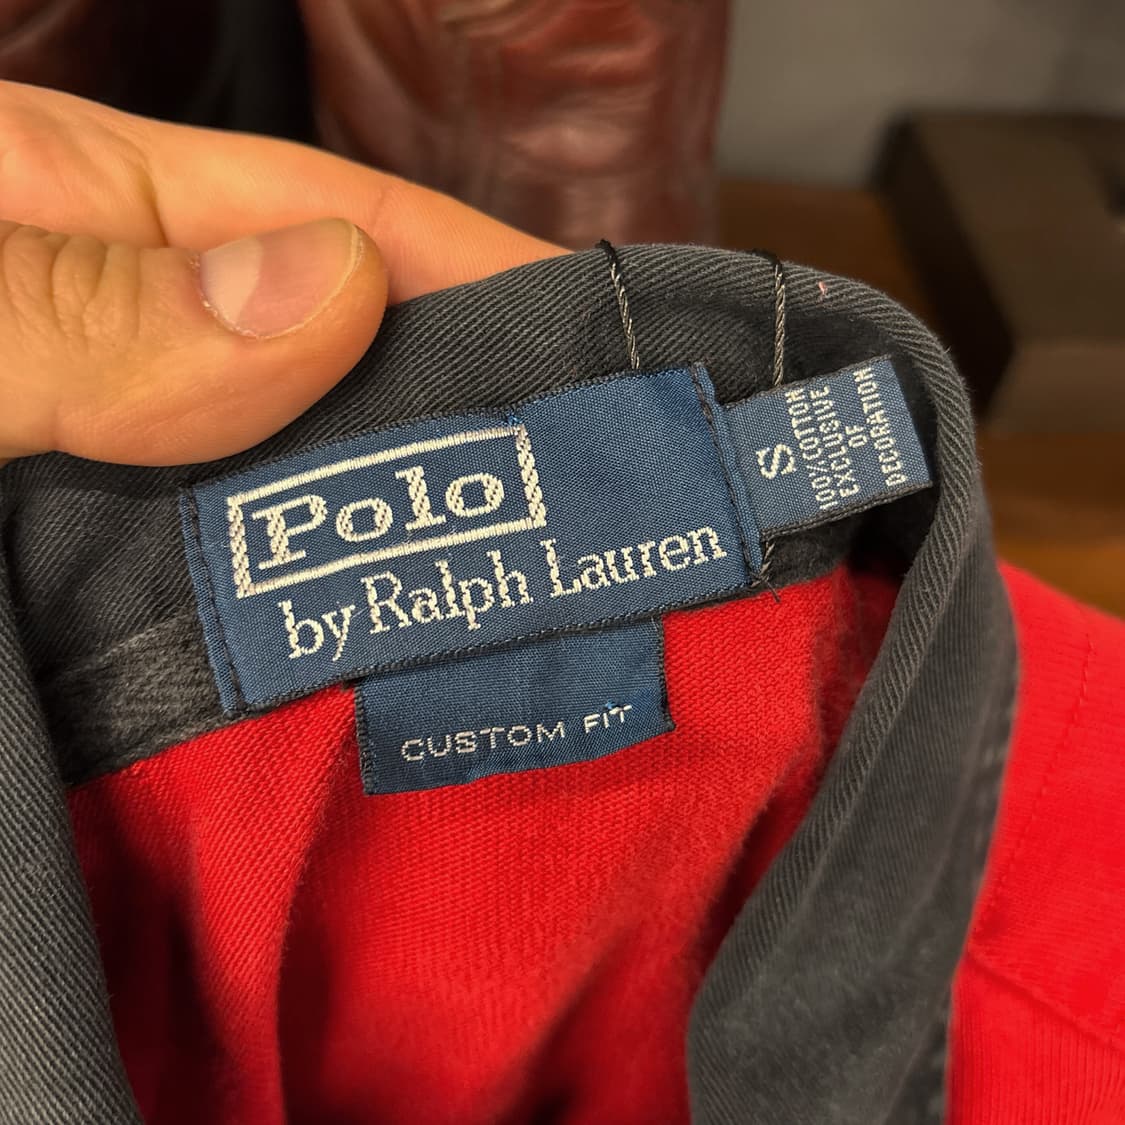 Polo
by Ralph Lauren
CUSTOM FIT
S
100% COTTON
EXCLUSIVE
OF
DECORATION